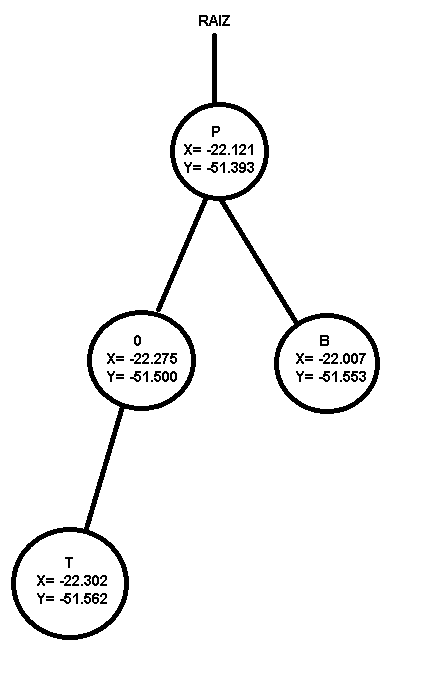 RAIZ
P
X= -22.121
Y= -51.393
0
X= -22.275
Y= -51.500
B
X= -22.007
Y= -51.553
T
X= -22.302
Y= -51.562